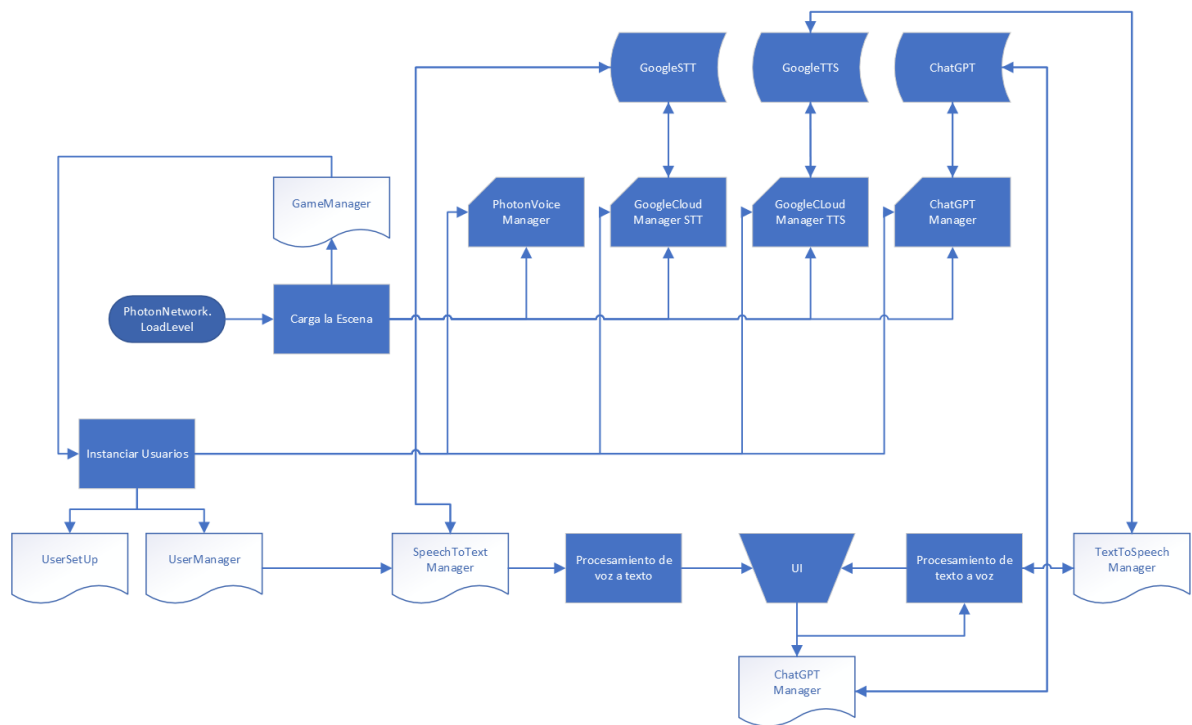 GoogleSTT
GoogleTTS
ChatGPT
GameManager
PhotonVoice
Manager
GoogleCloud
Manager STT
GoogleCLoud
Manager TTS
ChatGPT
Manager
PhotonNetwork.
LoadLevel
Carga la Escena
Instanciar Usuarios
UserSetUp
UserManager
SpeechToText
Manager
Procesamiento de
voz a texto
UI
Procesamiento de
texto a voz
TextToSpeech
Manager
ChatGPT
Manager